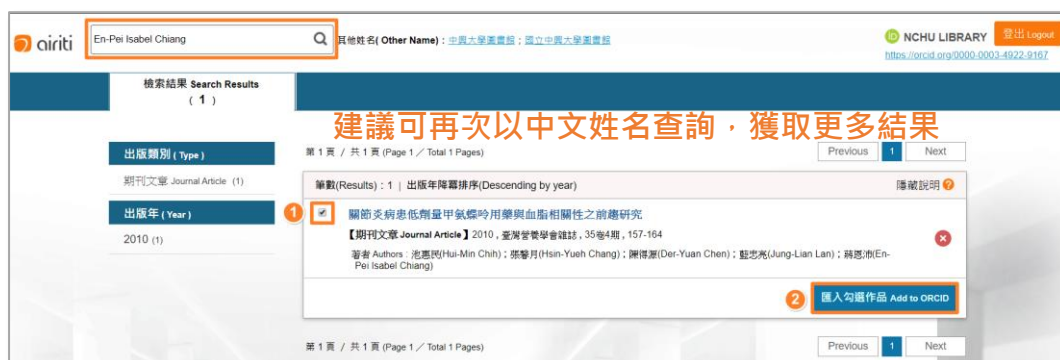 airiti
En-Pei Isabel Chiang
其他姓名( Other Name)：中興大學圖書館；國立中興大學圖書館
iD NCHU LIBRARY
登出 Logout
https://orcid.org/0000-0003-4922-9167
檢索結果 Search Results
( 1 )
建議可再次以中文姓名查詢，獲取更多結果
出版類別 ( Type )
期刊文章 Journal Article (1)
出版年 ( Year )
2010 (1)
第 1 頁 / 共 1 頁 (Page 1／Total 1 Pages)
Previous 1 Next
筆數(Results)：1 | 出版年降冪排序(Descending by year)
隱藏說明 ?
1
關節炎病患低劑量甲氨蝶呤用藥與血脂相關性之前趨研究
【期刊文章 Journal Article】2010，臺灣營養學會雜誌，35卷4期，157-164
著者 Authors：池惠民(Hui-Min Chih)；張馨月(Hsin-Yueh Chang)；陳得源(Der-Yuan Chen)；藍忠亮(Jung-Lian Lan)；蔣恩沛(En-
Pei Isabel Chiang)
2
匯入勾選作品 Add to ORCID
第 1 頁 / 共 1 頁 (Page 1／Total 1 Pages)
Previous 1 Next